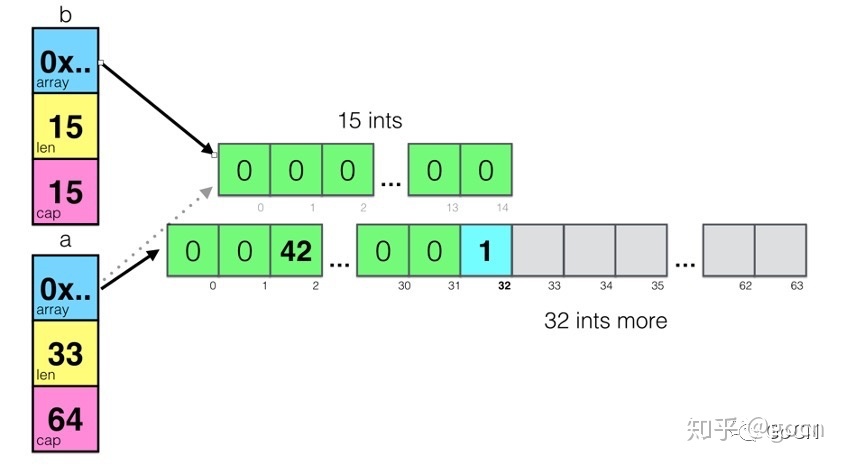 b
0x..
array
15
len
15
cap
15 ints
0 0 0 ... 0 0
0 1 2 13 14
a
0x..
array
33
len
64
cap
0 0 42 ... 0 0 1 ...
0 1 2 30 31 32 33 34 35 62 63
32 ints more
知乎 @gocn